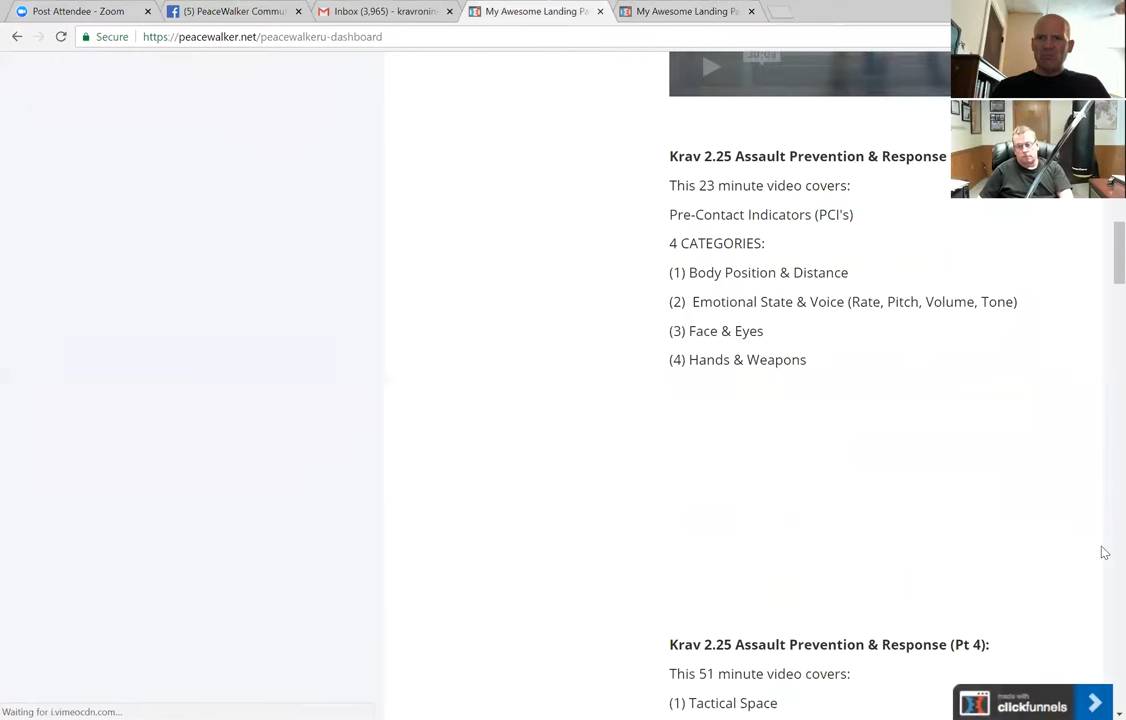 Post Attendee - Zoom
(5) PeaceWalker Commu
Inbox (3,965) - kravronin
My Awesome Landing Pa
My Awesome Landing Pa
Secure
https://peacewalker.net/peacewalkeru-dashboard
Krav 2.25 Assault Prevention & Response
This 23 minute video covers:
Pre-Contact Indicators (PCI's)
4 CATEGORIES:
(1) Body Position & Distance
(2) Emotional State & Voice (Rate, Pitch, Volume, Tone)
(3) Face & Eyes
(4) Hands & Weapons
Krav 2.25 Assault Prevention & Response (Pt 4):
This 51 minute video covers:
(1) Tactical Space
made with
clickfunnels
Waiting for i.vimeocdn.com...